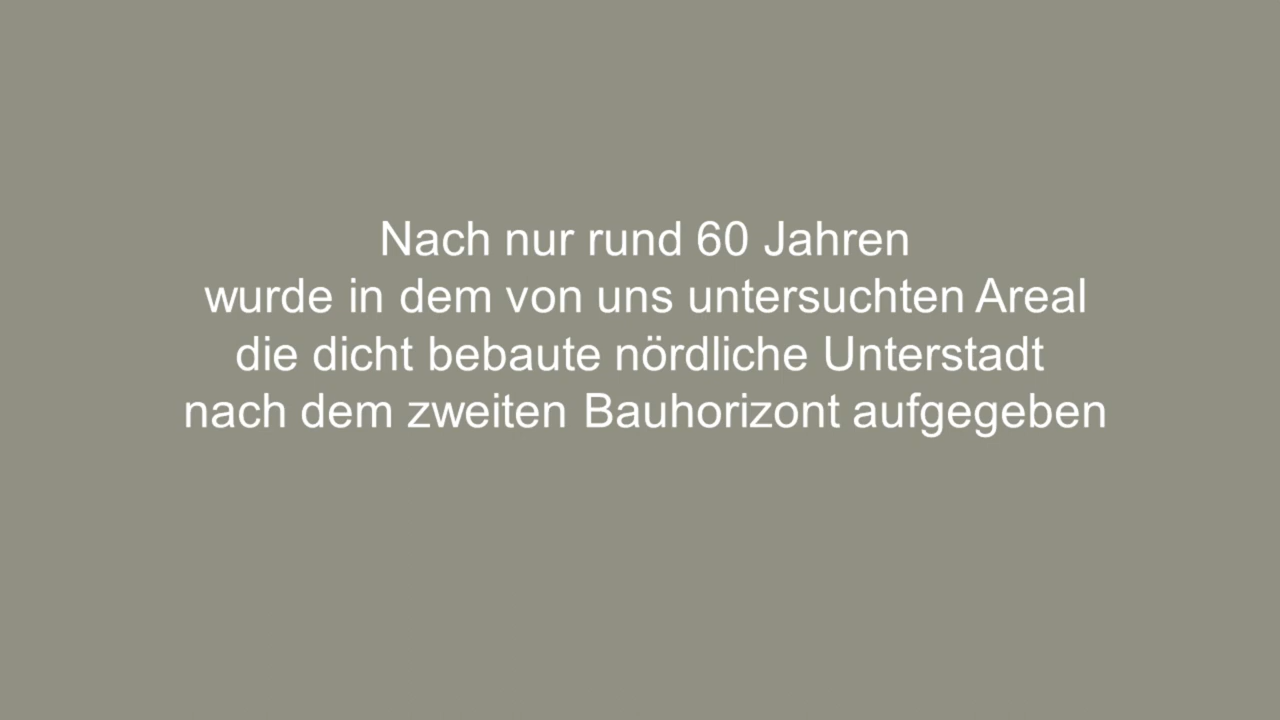 Nach nur rund 60 Jahren
wurde in dem von uns untersuchten Areal
die dicht bebaute nördliche Unterstadt
nach dem zweiten Bauhorizont aufgegeben